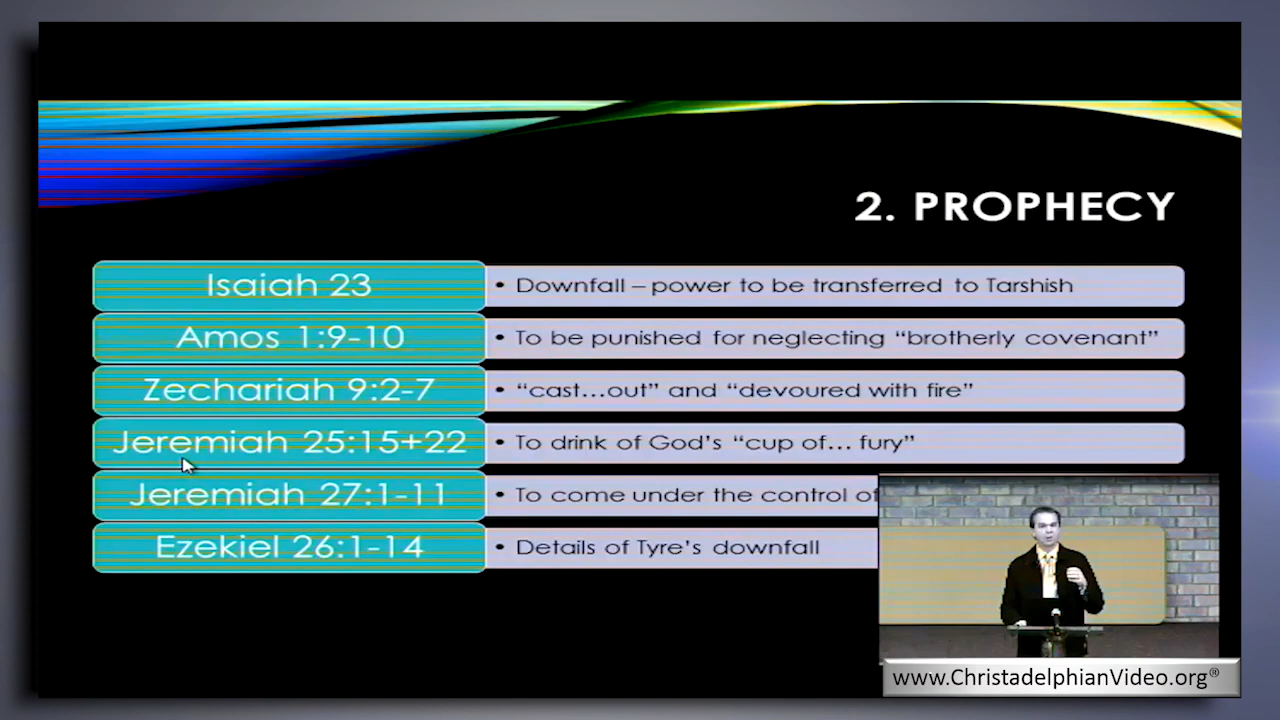 2. PROPHECY
Isaiah 23
• Downfall – power to be transferred to Tarshish
Amos 1:9-10
• To be punished for neglecting “brotherly covenant”
Zechariah 9:2-7
• “cast...out” and “devoured with fire”
Jeremiah 25:15+22
• To drink of God’s “cup of... fury”
Jeremiah 27:1-11
• To come under the control of
Ezekiel 26:1-14
• Details of Tyre’s downfall
www.ChristadelphianVideo.org®